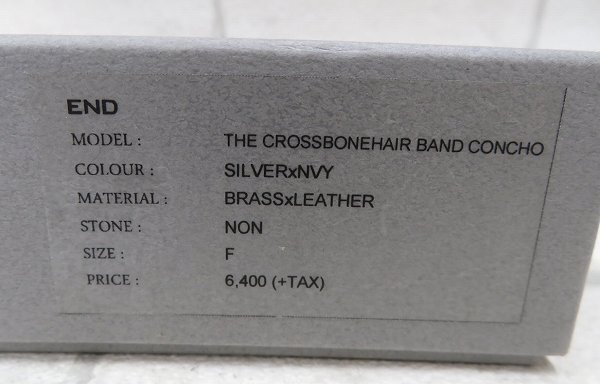 END
MODEL : THE CROSSBONEHAIR BAND CONCHO
COLOUR : SILVERxNVY
MATERIAL : BRASSxLEATHER
STONE : NON
SIZE : F
PRICE : 6,400 (+TAX)